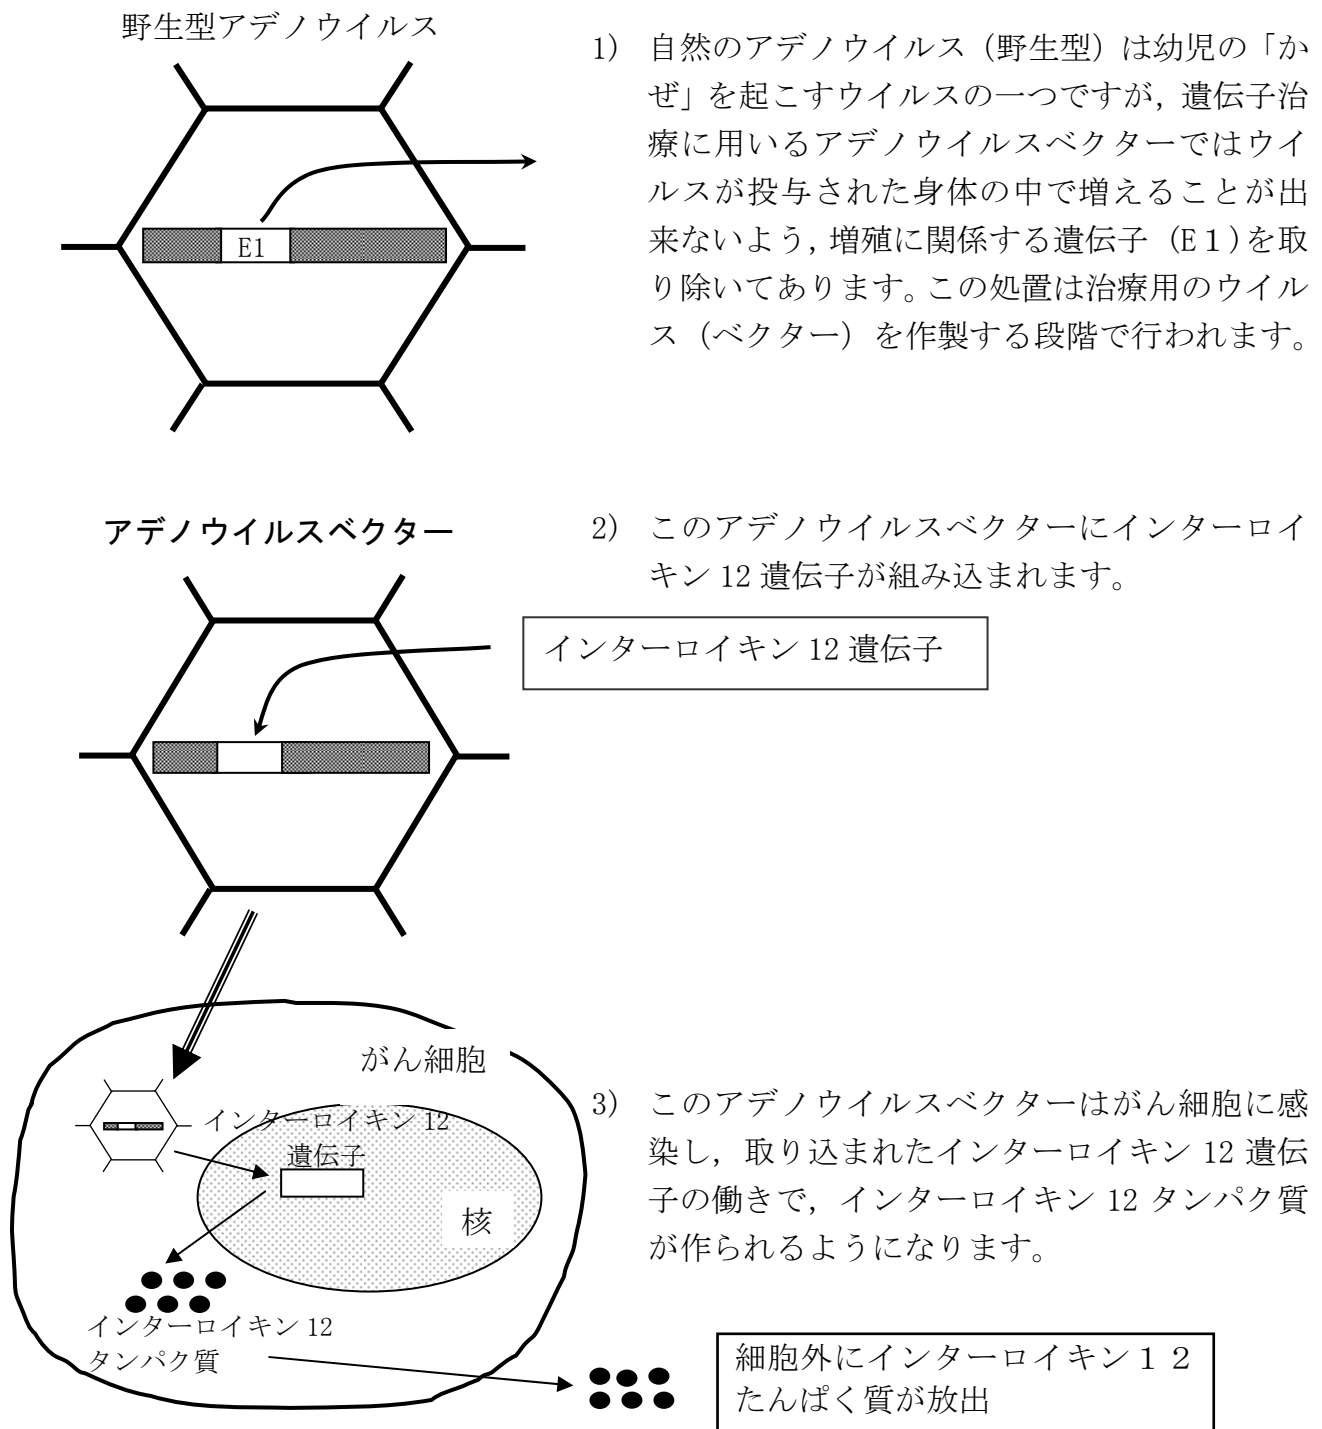 野生型アデノウイルス
E1
1) 自然のアデノウイルス（野生型）は幼児の「か
ぜ」を起こすウイルスの一つですが，遺伝子治
療に用いるアデノウイルスベクターではウイ
ルスが投与された身体の中で増えることが出
来ないよう，増殖に関係する遺伝子（E１）を取
り除いてあります。この処置は治療用のウイル
ス（ベクター）を作製する段階で行われます。
アデノウイルスベクター
2) このアデノウイルスベクターにインターロイ
キン 12 遺伝子が組み込まれます。
インターロイキン 12 遺伝子
がん細胞
インターロイキン 12
遺伝子
核
インターロイキン 12
タンパク質
3) このアデノウイルスベクターはがん細胞に感
染し，取り込まれたインターロイキン 12 遺伝
子の働きで，インターロイキン 12 タンパク質
が作られるようになります。
細胞外にインターロイキン１２
たんぱく質が放出